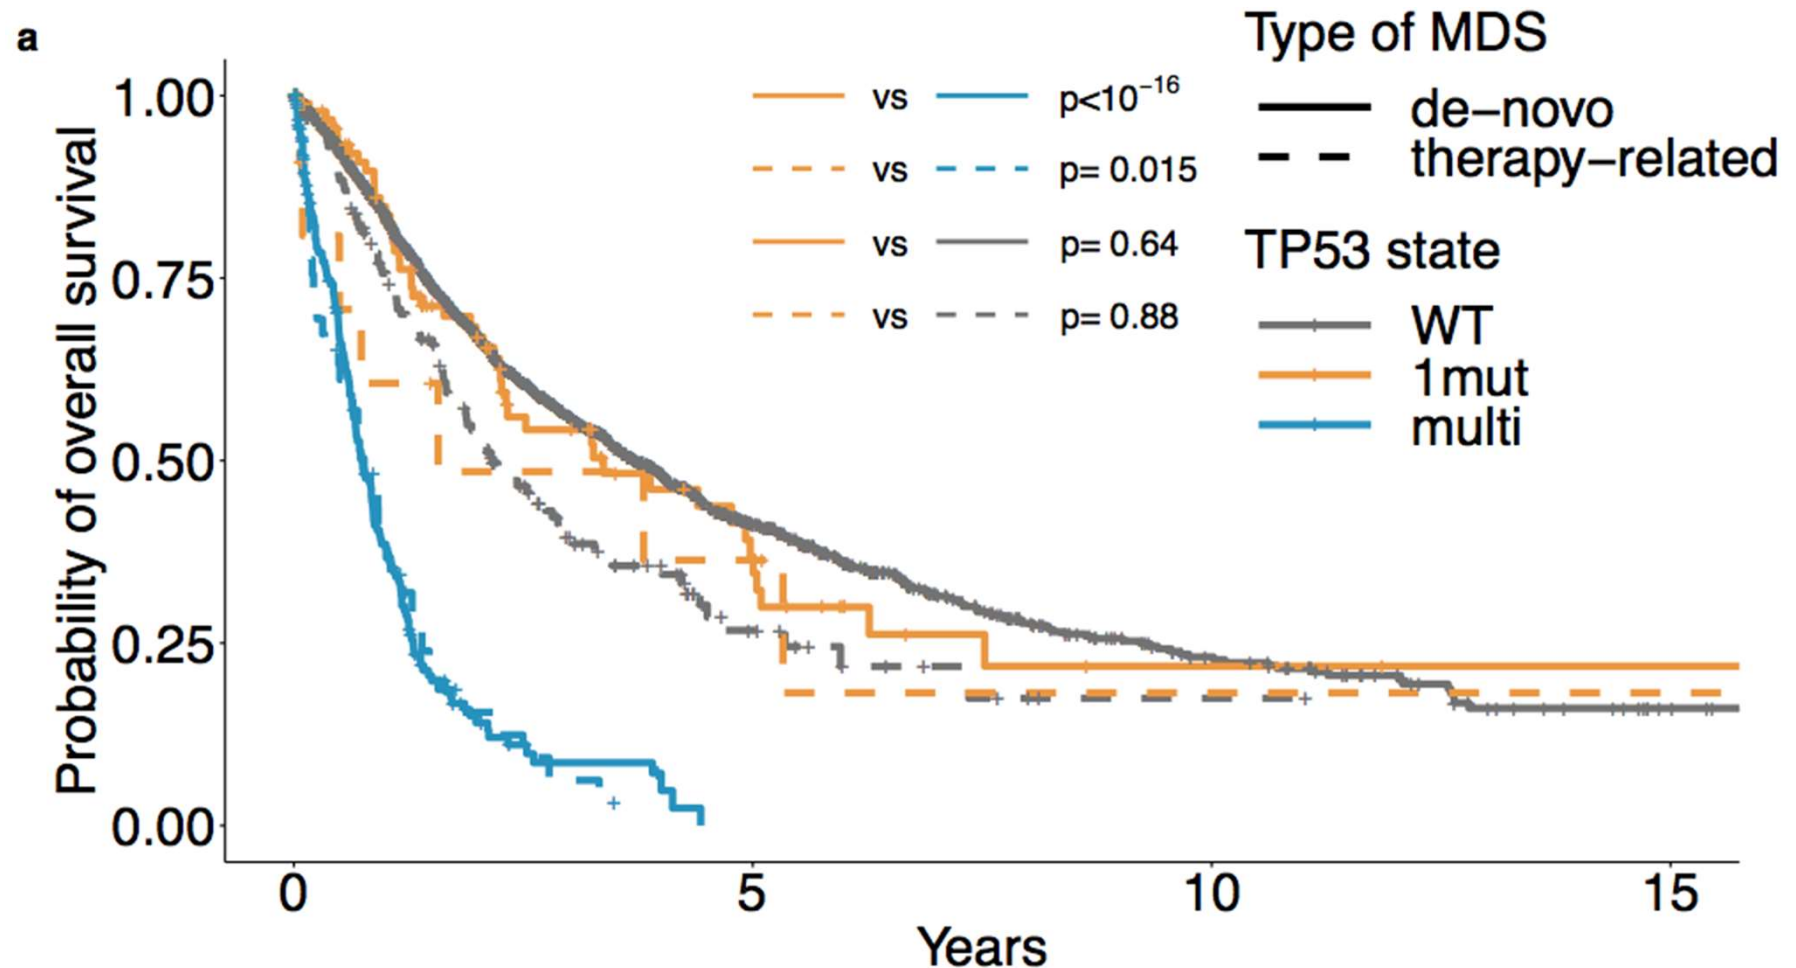 a
Type of MDS
de–novo
therapy–related
TP53 state
WT
1mut
multi
vs p<10⁻¹⁶
vs p= 0.015
vs p= 0.64
vs p= 0.88
Probability of overall survival
1.00
0.75
0.50
0.25
0.00
0 5 10 15
Years